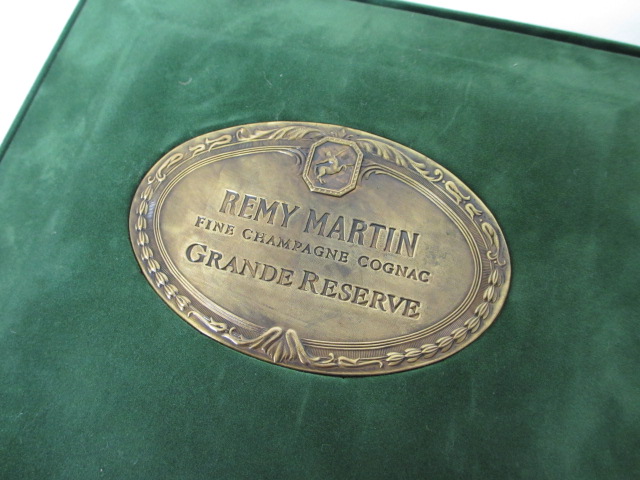 REMY MARTIN
FINE CHAMPAGNE COGNAC
GRANDE RESERVE